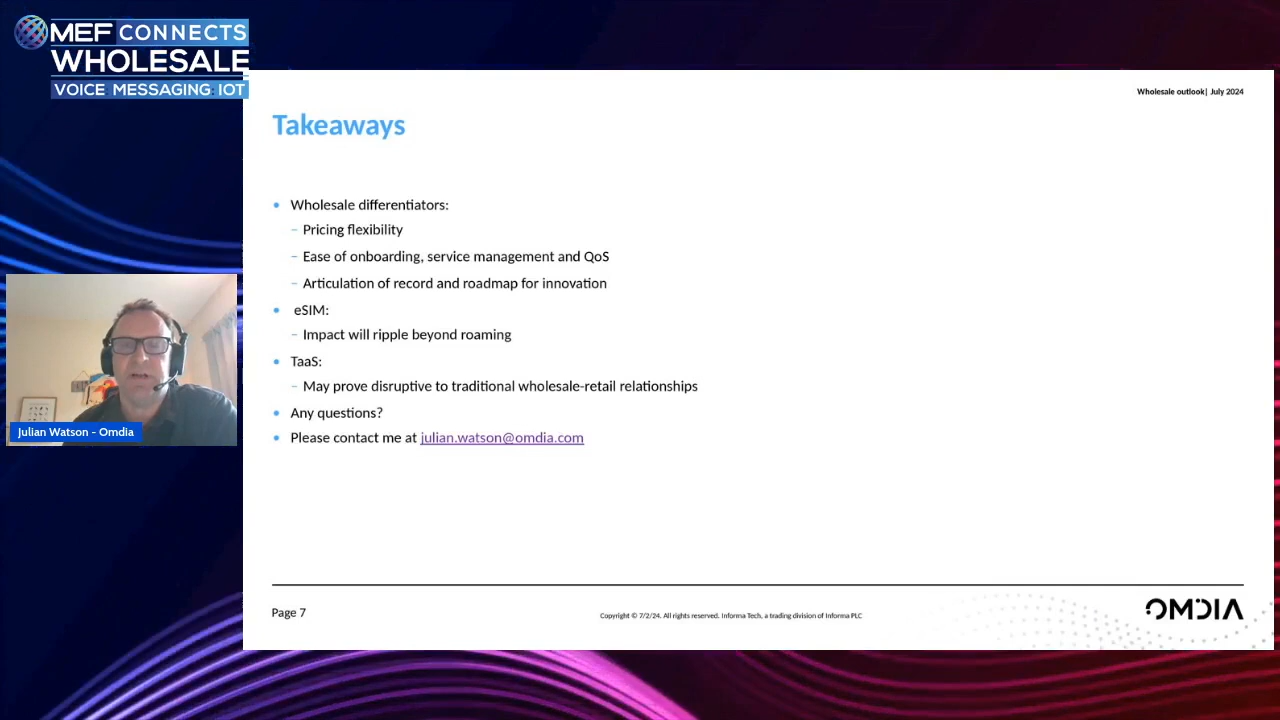 MEF CONNECTS
WHOLESALE
VOICE MESSAGING IOT
Wholesale outlook| July 2024
Takeaways
• Wholesale differentiators:
– Pricing flexibility
– Ease of onboarding, service management and QoS
– Articulation of record and roadmap for innovation
• eSIM:
– Impact will ripple beyond roaming
• TaaS:
– May prove disruptive to traditional wholesale-retail relationships
• Any questions?
• Please contact me at julian.watson@omdia.com
Julian Watson - Omdia
Page 7
Copyright © 7/2/24. All rights reserved. Informa Tech, a trading division of Informa PLC
OMDIA